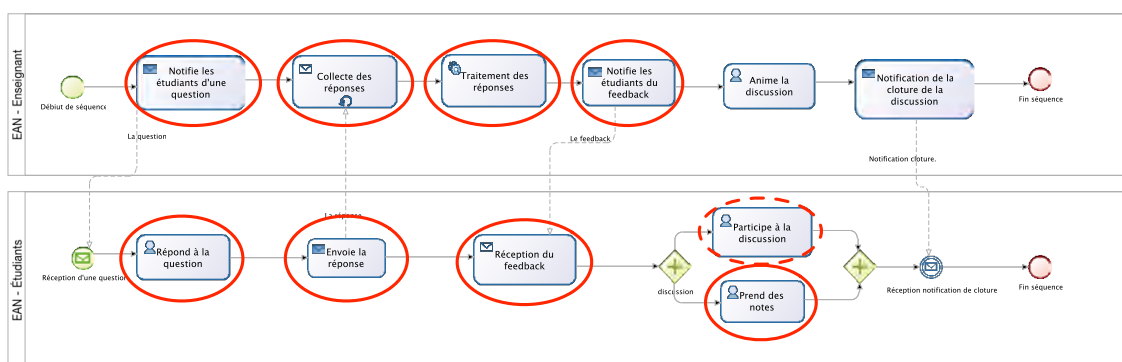 EAN - Enseignant
Débiut de séquence
Notifie les
étudiants d'une
question
Collecte des
réponses
Traitement des
réponses
Notifie les
étudiants du
feedback
Anime la
discussion
Notification de la
cloture de la
discussion
Fin séquence
La question
Le feedback
Notification cloture.
La réponse
EAN - Étudiants
Réception d'une question
Répond à la
question
Envoie la
réponse
Réception du
feedback
discussion
Participe à la
discussion
Prend des
notes
Réception notification de cloture
Fin séquence